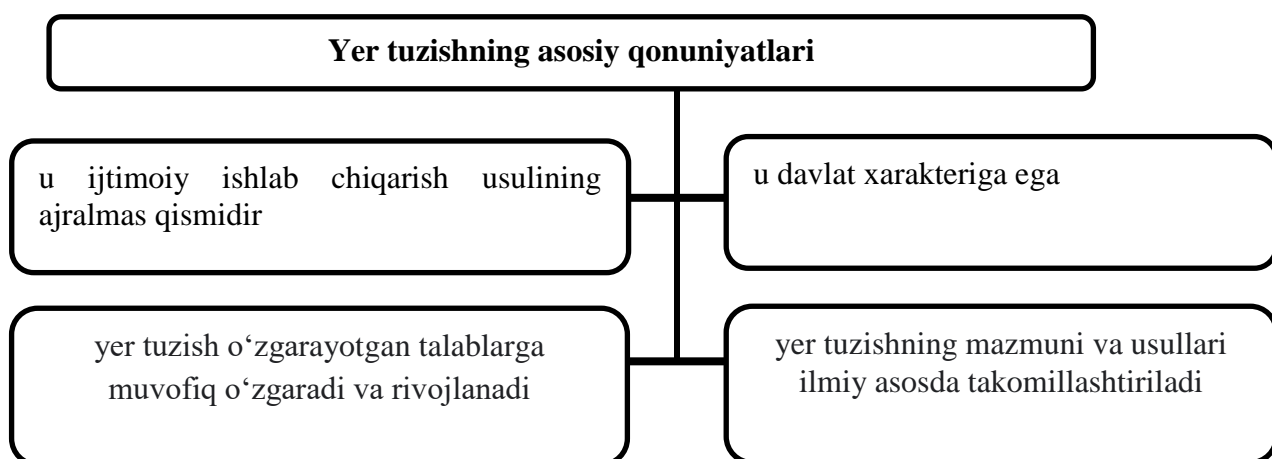 Yer tuzishning asosiy qonuniyatlari
u ijtimoiy ishlab chiqarish usulining
ajralmas qismidir
u davlat xarakteriga ega
yer tuzish o‘zgarayotgan talablarga
muvofiq o‘zgaradi va rivojlanadi
yer tuzishning mazmuni va usullari
ilmiy asosda takomillashtiriladi